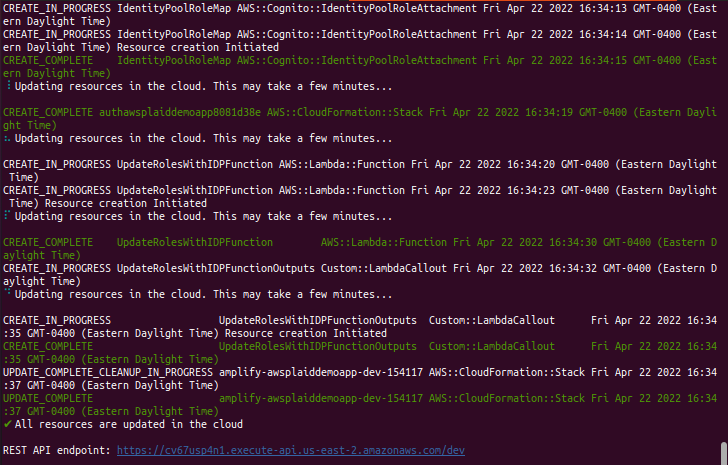 CREATE_IN_PROGRESS IdentityPoolRoleMap AWS::Cognito::IdentityPoolRoleAttachment Fri Apr 22 2022 16:34:13 GMT-0400 (East
ern Daylight Time)
CREATE_IN_PROGRESS IdentityPoolRoleMap AWS::Cognito::IdentityPoolRoleAttachment Fri Apr 22 2022 16:34:14 GMT-0400 (East
ern Daylight Time) Resource creation Initiated
CREATE_COMPLETE    IdentityPoolRoleMap AWS::Cognito::IdentityPoolRoleAttachment Fri Apr 22 2022 16:34:15 GMT-0400 (East
ern Daylight Time)
⠸ Updating resources in the cloud. This may take a few minutes...
CREATE_COMPLETE authawsplaiddemoapp8081d38e AWS::CloudFormation::Stack Fri Apr 22 2022 16:34:19 GMT-0400 (Eastern Dayli
ght Time)
⠦ Updating resources in the cloud. This may take a few minutes...
CREATE_IN_PROGRESS UpdateRolesWithIDPFunction AWS::Lambda::Function Fri Apr 22 2022 16:34:20 GMT-0400 (Eastern Daylight
 Time)
CREATE_IN_PROGRESS UpdateRolesWithIDPFunction AWS::Lambda::Function Fri Apr 22 2022 16:34:23 GMT-0400 (Eastern Daylight
 Time) Resource creation Initiated
⠏ Updating resources in the cloud. This may take a few minutes...
CREATE_COMPLETE    UpdateRolesWithIDPFunction        AWS::Lambda::Function Fri Apr 22 2022 16:34:30 GMT-0400 (Eastern D
aylight Time)
CREATE_IN_PROGRESS UpdateRolesWithIDPFunctionOutputs Custom::LambdaCallout Fri Apr 22 2022 16:34:32 GMT-0400 (Eastern D
aylight Time)
⠙ Updating resources in the cloud. This may take a few minutes...
CREATE_IN_PROGRESS                  UpdateRolesWithIDPFunctionOutputs  Custom::LambdaCallout      Fri Apr 22 2022 16:34
:35 GMT-0400 (Eastern Daylight Time) Resource creation Initiated
CREATE_COMPLETE                     UpdateRolesWithIDPFunctionOutputs  Custom::LambdaCallout      Fri Apr 22 2022 16:34
:35 GMT-0400 (Eastern Daylight Time)
UPDATE_COMPLETE_CLEANUP_IN_PROGRESS amplify-awsplaiddemoapp-dev-154117 AWS::CloudFormation::Stack Fri Apr 22 2022 16:34
:37 GMT-0400 (Eastern Daylight Time)
UPDATE_COMPLETE                     amplify-awsplaiddemoapp-dev-154117 AWS::CloudFormation::Stack Fri Apr 22 2022 16:34
:37 GMT-0400 (Eastern Daylight Time)
✔ All resources are updated in the cloud
REST API endpoint: https://cv67usp4n1.execute-api.us-east-2.amazonaws.com/dev